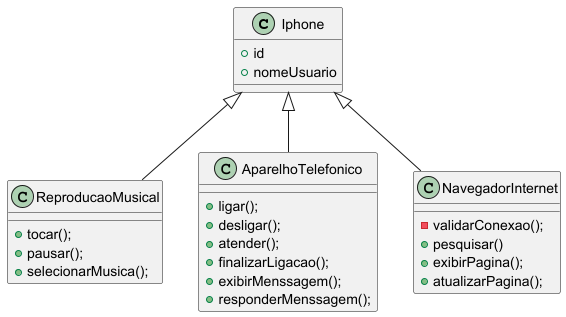 C Iphone
id
nomeUsuario
C ReproducaoMusical
tocar();
pausar();
selecionarMusica();
C AparelhoTelefonico
ligar();
desligar();
atender();
finalizarLigacao();
exibirMenssagem();
responderMenssagem();
C NavegadorInternet
validarConexao();
pesquisar()
exibirPagina();
atualizarPagina();